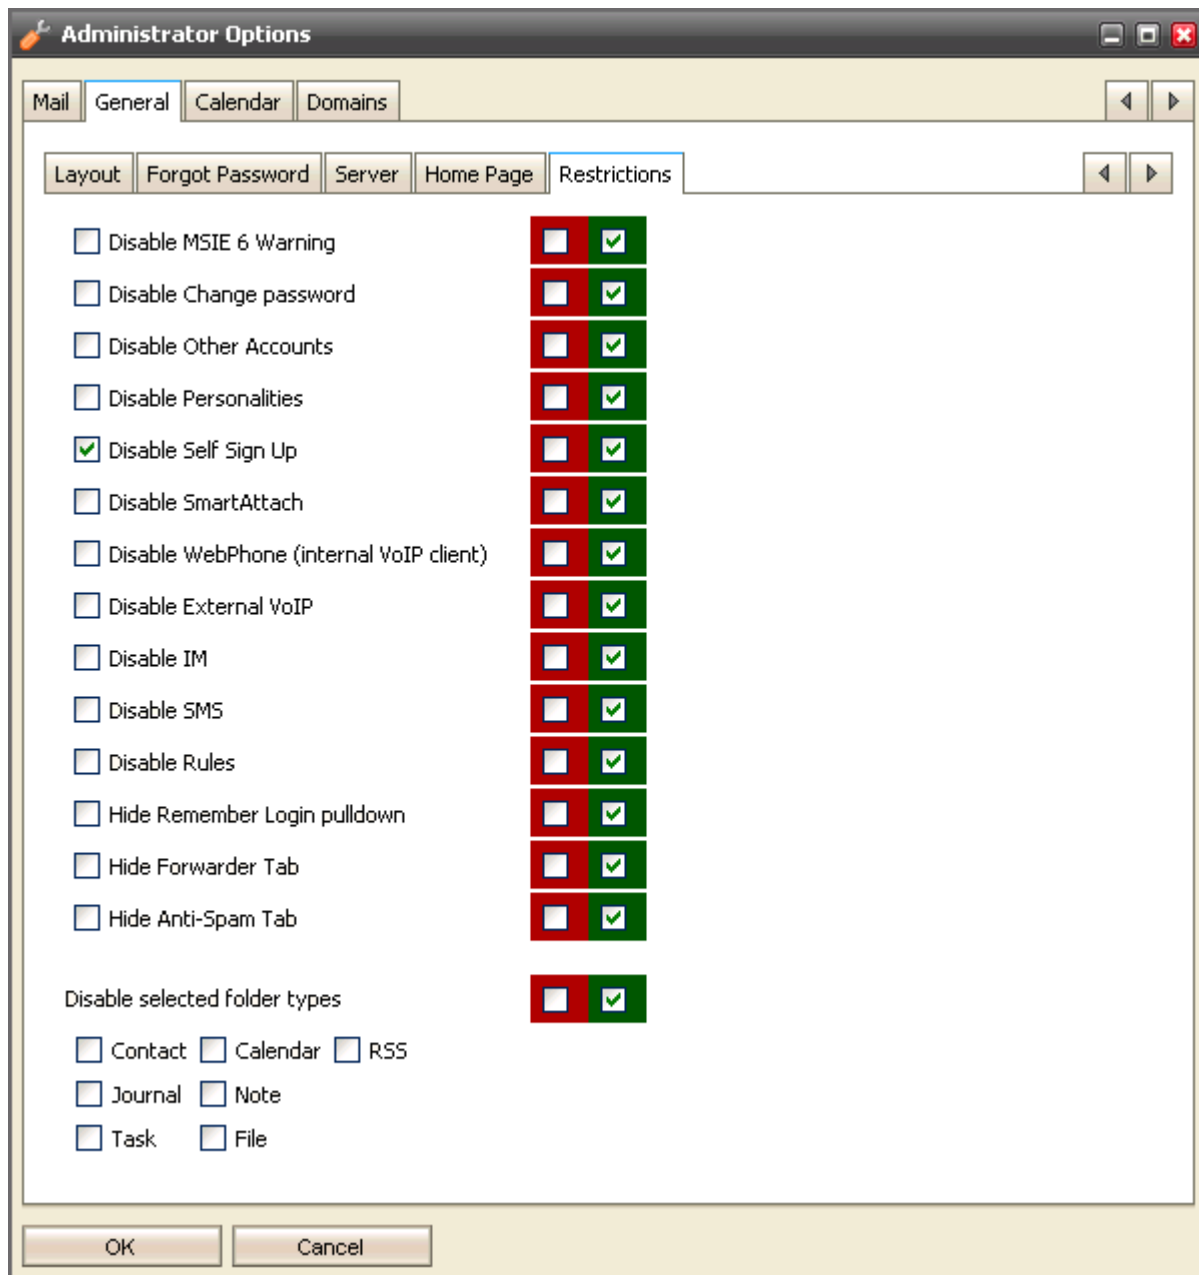 Administrator Options
Mail General Calendar Domains
Layout Forgot Password Server Home Page Restrictions
Disable MSIE 6 Warning
Disable Change password
Disable Other Accounts
Disable Personalities
Disable Self Sign Up
Disable SmartAttach
Disable WebPhone (internal VoIP client)
Disable External VoIP
Disable IM
Disable SMS
Disable Rules
Hide Remember Login pulldown
Hide Forwarder Tab
Hide Anti-Spam Tab
Disable selected folder types
Contact Calendar RSS
Journal Note
Task File
OK Cancel